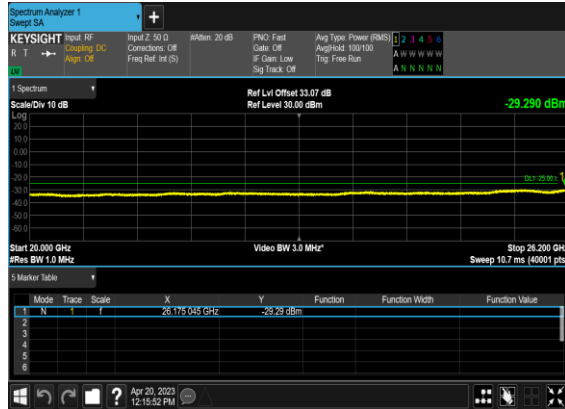 Spectrum Analyzer 1
Swept SA
+
KEYSIGHT Input: RF Input Z: 50 Ω #Atten: 20 dB PNO: Fast Avg Type: Power (RMS) 1 2 3 4 5 6
R T Coupling: DC Corrections: Off Gate: Off Avg|Hold: 100/100 A W W W W W
Align: Off Freq Ref: Int (S) IF Gain: Low Trig: Free Run
Sig Track: Off A N N N N N
1 Spectrum Ref Lvl Offset 33.07 dB
Scale/Div 10 dB Ref Level 30.00 dBm -29.290 dBm
Log
20.0
10.0
0.00
-10.0
-20.0
DL1 -25.00 1
-30.0
-40.0
-50.0
-60.0
Start 20.000 GHz Video BW 3.0 MHz* Stop 26.200 GH
#Res BW 1.0 MHz Sweep 10.7 ms (40001 pts
5 Marker Table
Mode Trace Scale X Y Function Function Width Function Value
1 N 1 f 26.175 045 GHz -29.29 dBm
2
3
4
5
6
? Apr 20, 2023
12:15:52 PM